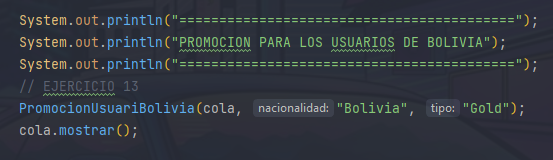 System.out.println("========================================");
System.out.println("PROMOCION PARA LOS USUARIOS DE BOLIVIA");
System.out.println("========================================");
// EJERCICIO 13
PromocionUsuariBolivia(cola, nacionalidad: "Bolivia", tipo: "Gold");
cola.mostrar();